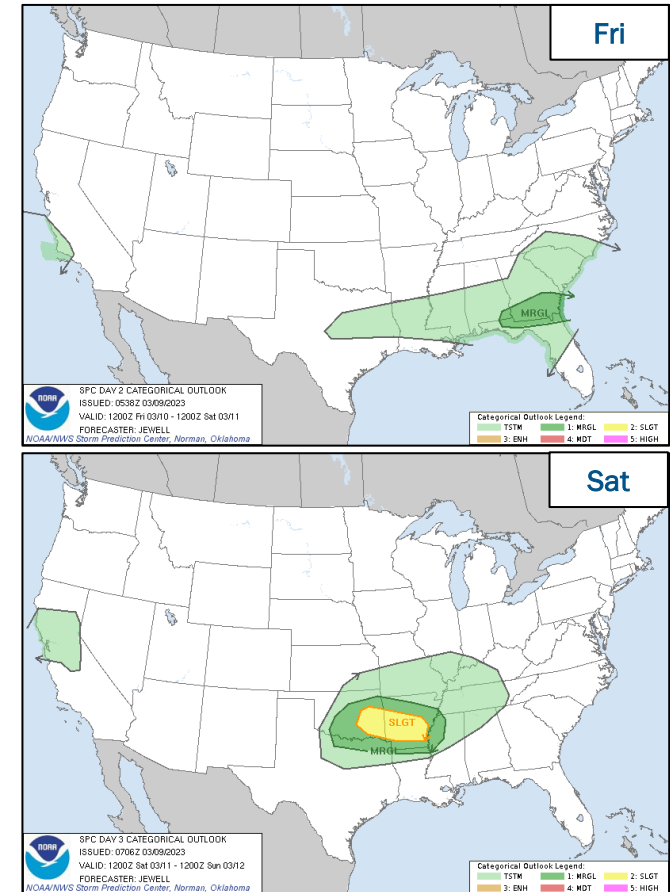 Fri
MRGL
NOAA
SPC DAY 2 CATEGORICAL OUTLOOK
ISSUED: 0538Z 03/09/2023
VALID: 1200Z Fri 03/10 - 1200Z Sat 03/11
FORECASTER: JEWELL
NOAA/NWS Storm Prediction Center, Norman, Oklahoma
Categorical Outlook Legend:
TSTM 1: MRGL 2: SLGT
3: ENH 4: MDT 5: HIGH
Sat
SLGT
MRGL
NOAA
SPC DAY 3 CATEGORICAL OUTLOOK
ISSUED: 0706Z 03/09/2023
VALID: 1200Z Sat 03/11 - 1200Z Sun 03/12
FORECASTER: JEWELL
NOAA/NWS Storm Prediction Center, Norman, Oklahoma
Categorical Outlook Legend:
TSTM 1: MRGL 2: SLGT
3: ENH 4: MDT 5: HIGH